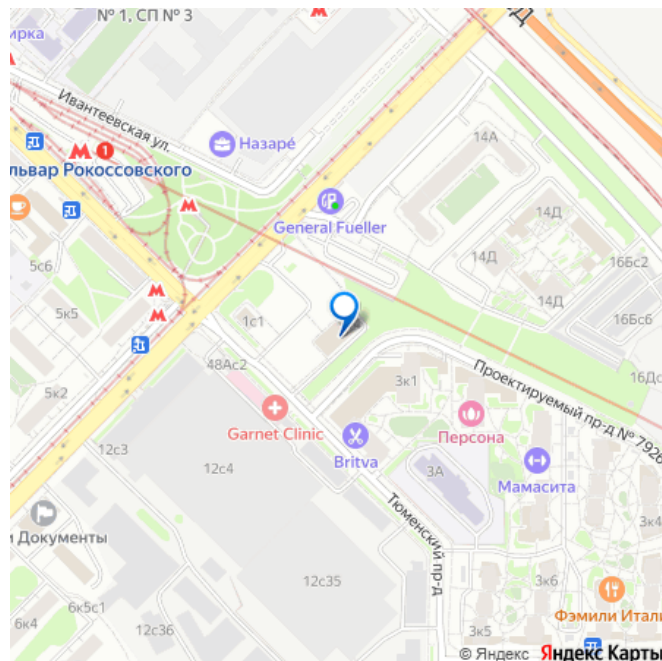 № 1, СП № 3
ирка
Д
Ивантеевская ул.
Назаре́
14А
1
львар Рокоссовского
General Fueller
14Д
16Бс2
5с6
14Д
5к5
1с1
14Д
16Бс6
48Ас2
Проектируемый пр-д № 7926
16Дс
3к1
5к2
Garnet Clinic
Персона
Britva
12с3
12с4
3А
Мамасита
и Документы
Тюменский пр-д
12с35
3к6
6к5с1
Фэмили Итали
6к4
12с36
3к5
© Яндекс Яндекс Карты